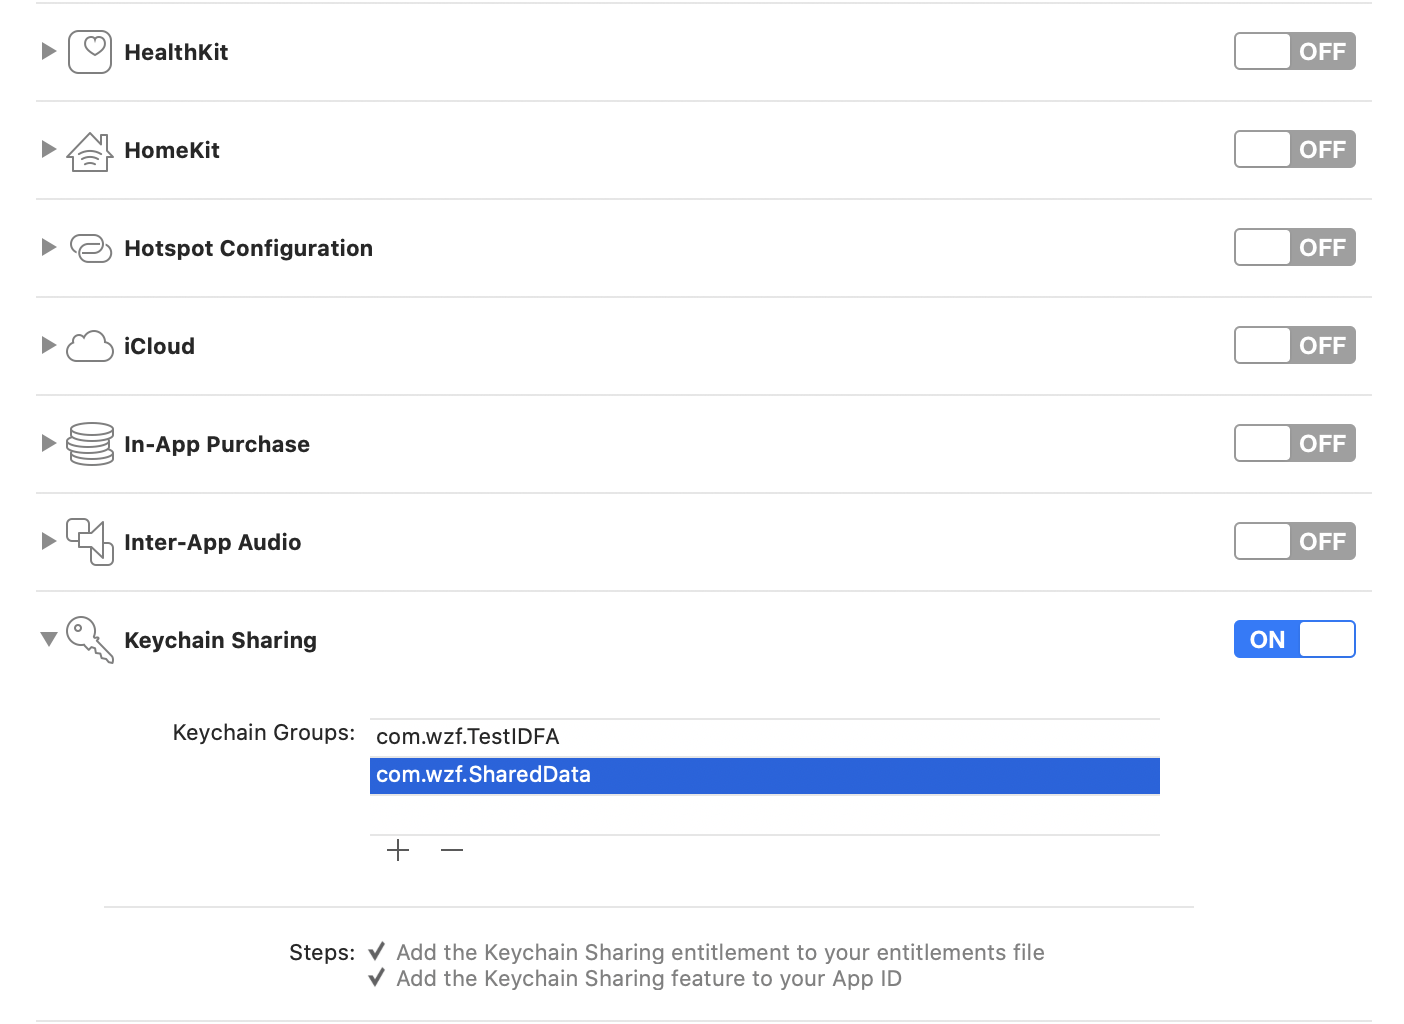 HealthKit OFF
HomeKit OFF
Hotspot Configuration OFF
iCloud OFF
In-App Purchase OFF
Inter-App Audio OFF
Keychain Sharing ON
Keychain Groups: com.wzf.TestIDFA
com.wzf.SharedData
Steps: ✔ Add the Keychain Sharing entitlement to your entitlements file
✔ Add the Keychain Sharing feature to your App ID